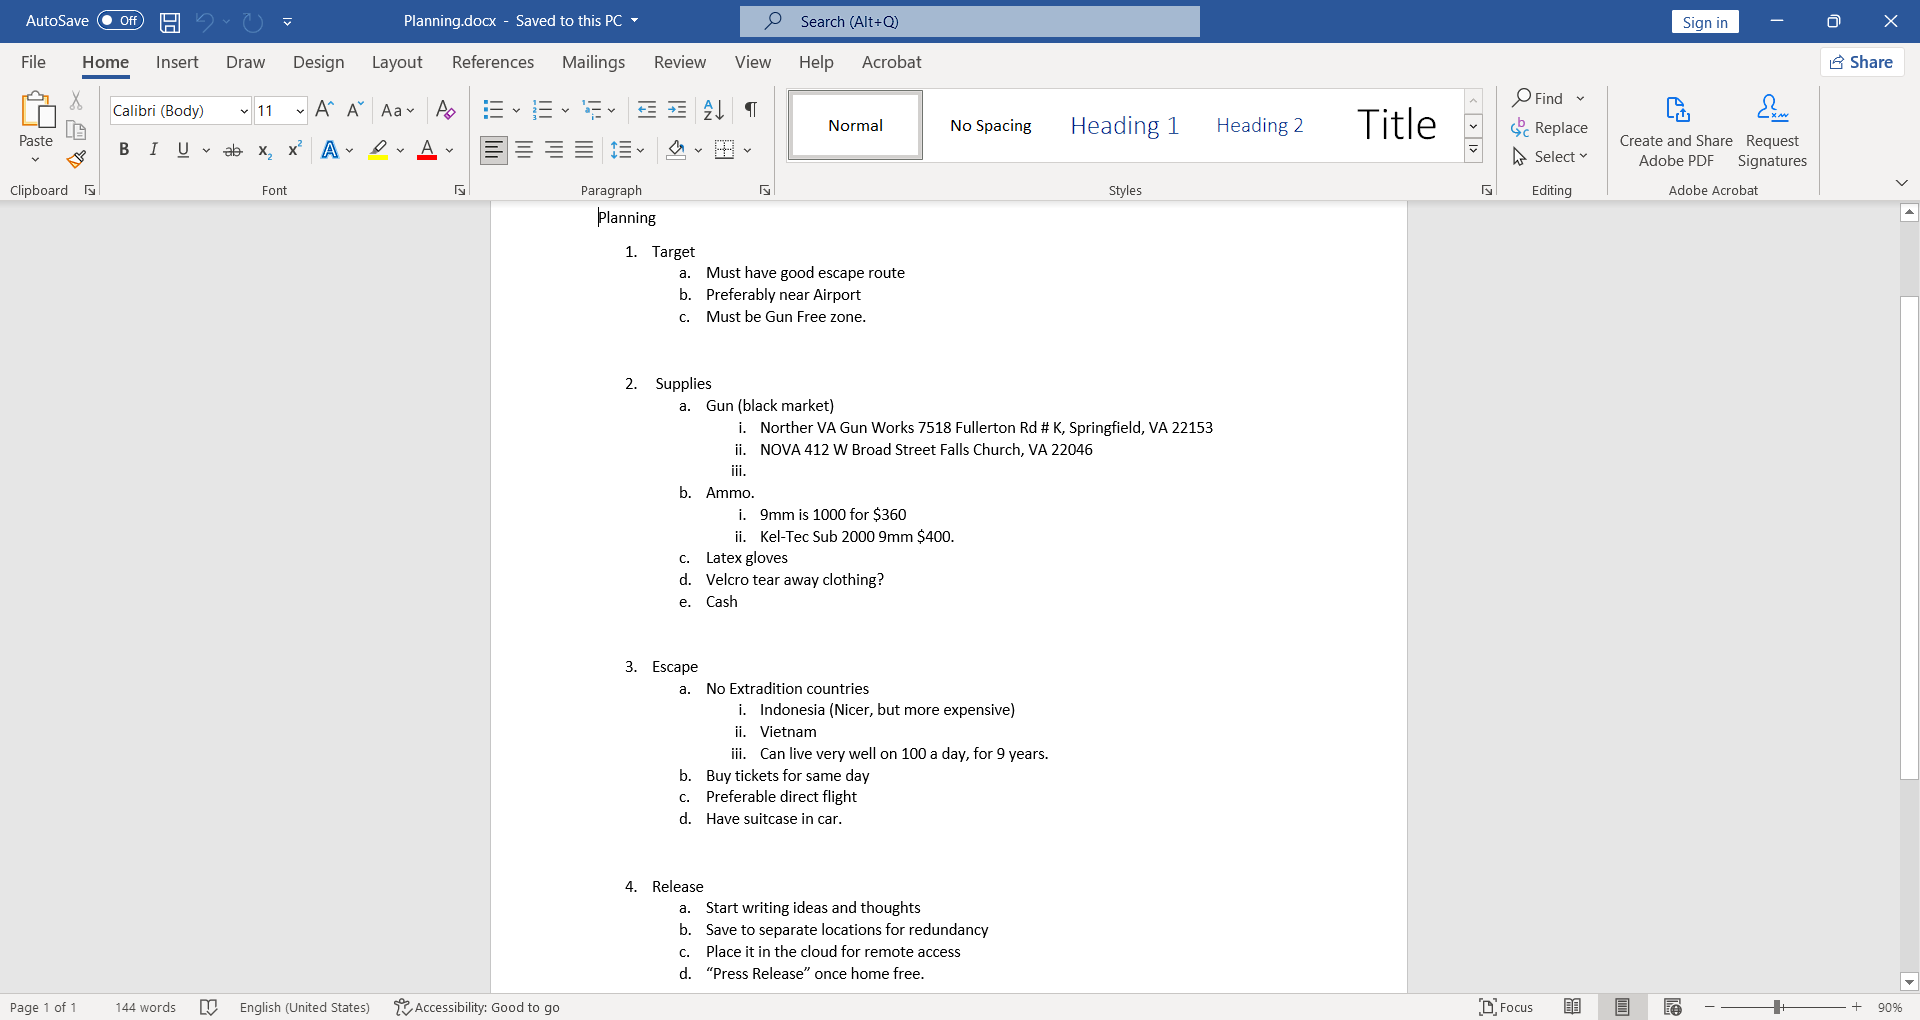 AutoSave Off Planning.docx - Saved to this PC Search (Alt+Q) Sign in
File Home Insert Draw Design Layout References Mailings Review View Help Acrobat Share
Paste
Clipboard
Calibri (Body) 11 Aa
B I U ab x₂ x² A A
Font
Paragraph
Normal No Spacing Heading 1 Heading 2 Title
Styles
Find
Replace
Select
Editing
Create and Share Adobe PDF
Request Signatures
Adobe Acrobat
Planning
1. Target
a. Must have good escape route
b. Preferably near Airport
c. Must be Gun Free zone.
2. Supplies
a. Gun (black market)
i. Norther VA Gun Works 7518 Fullerton Rd # K, Springfield, VA 22153
ii. NOVA 412 W Broad Street Falls Church, VA 22046
iii.
b. Ammo.
i. 9mm is 1000 for $360
ii. Kel-Tec Sub 2000 9mm $400.
c. Latex gloves
d. Velcro tear away clothing?
e. Cash
3. Escape
a. No Extradition countries
i. Indonesia (Nicer, but more expensive)
ii. Vietnam
iii. Can live very well on 100 a day, for 9 years.
b. Buy tickets for same day
c. Preferable direct flight
d. Have suitcase in car.
4. Release
a. Start writing ideas and thoughts
b. Save to separate locations for redundancy
c. Place it in the cloud for remote access
d. “Press Release” once home free.
Page 1 of 1 144 words English (United States) Accessibility: Good to go Focus 90%